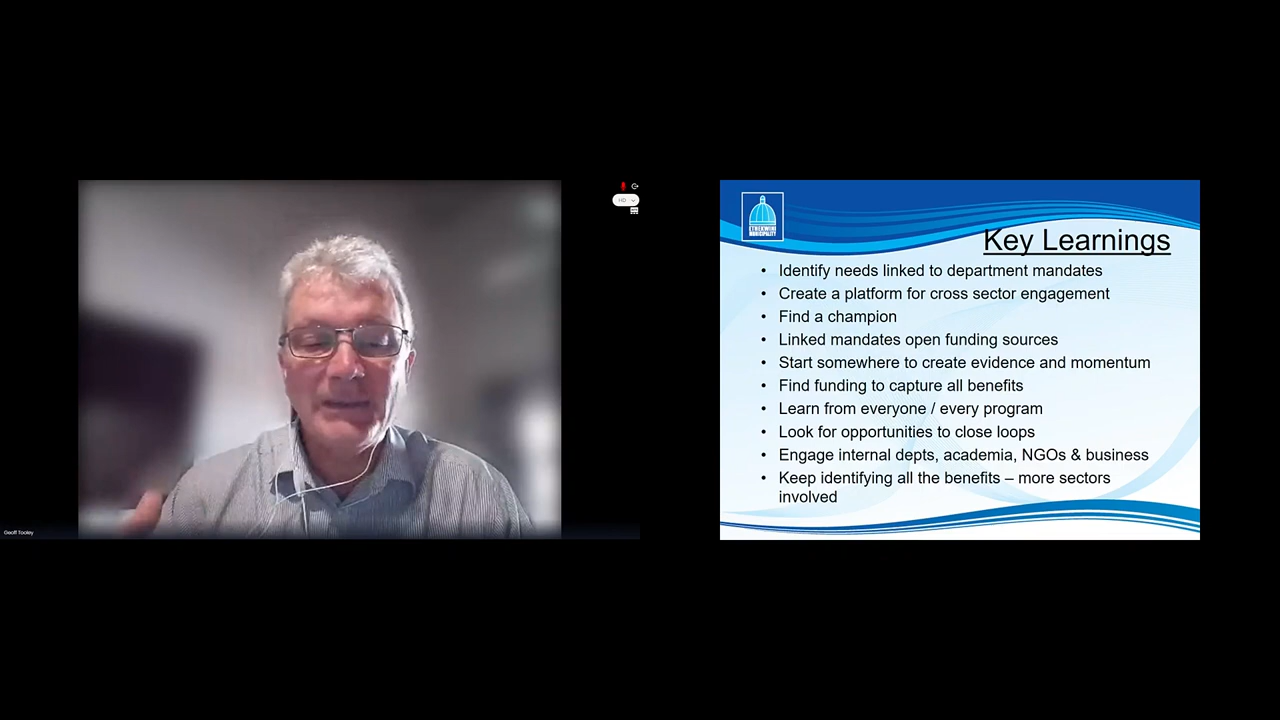 Geoff Tooley
HD
ETHEKWINI
MUNICIPALITY
Key Learnings
• Identify needs linked to department mandates
• Create a platform for cross sector engagement
• Find a champion
• Linked mandates open funding sources
• Start somewhere to create evidence and momentum
• Find funding to capture all benefits
• Learn from everyone / every program
• Look for opportunities to close loops
• Engage internal depts, academia, NGOs & business
• Keep identifying all the benefits – more sectors
involved